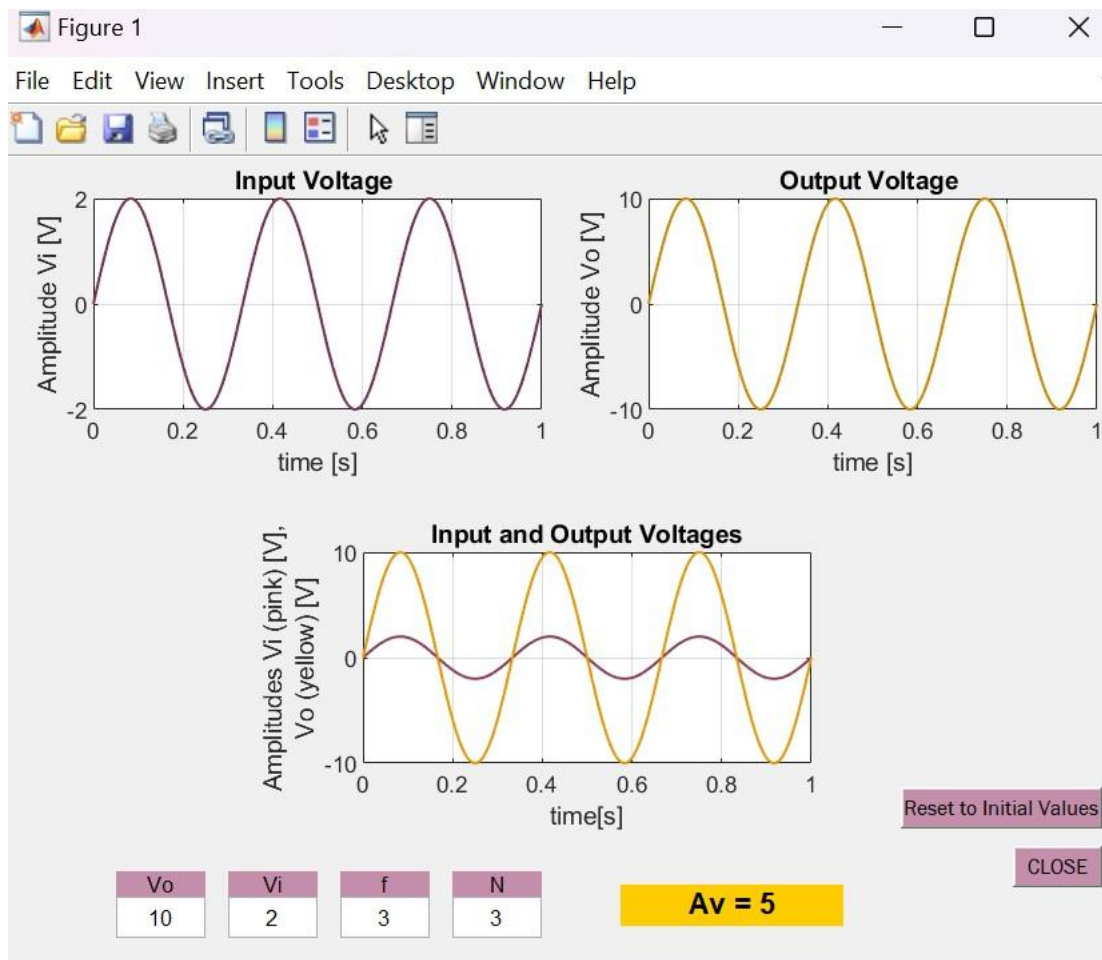 Figure 1
File Edit View Insert Tools Desktop Window Help
Input Voltage
Amplitude Vi [V]
2
0
-2
0 0.2 0.4 0.6 0.8 1
time [s]
Output Voltage
Amplitude Vo [V]
10
0
-10
0 0.2 0.4 0.6 0.8 1
time [s]
Input and Output Voltages
Amplitudes Vi (pink) [V],
Vo (yellow) [V]
10
0
-10
0 0.2 0.4 0.6 0.8 1
time[s]
Reset to Initial Values
CLOSE
Vo Vi f N
10 2 3 3
Av = 5